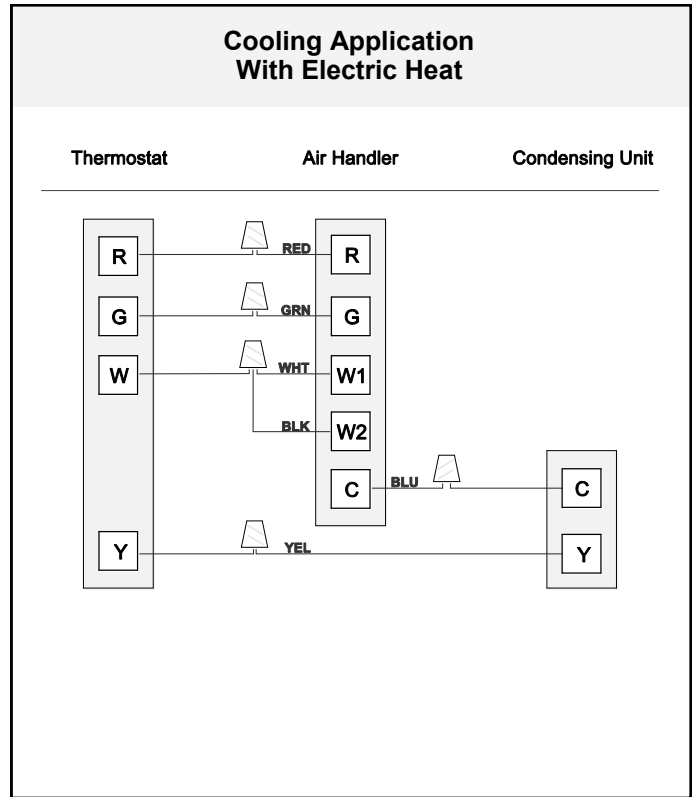 Cooling Application
With Electric Heat
Thermostat Air Handler Condensing Unit
R RED R
G GRN G
W WHT W1
BLK W2
C BLU C
Y YEL Y